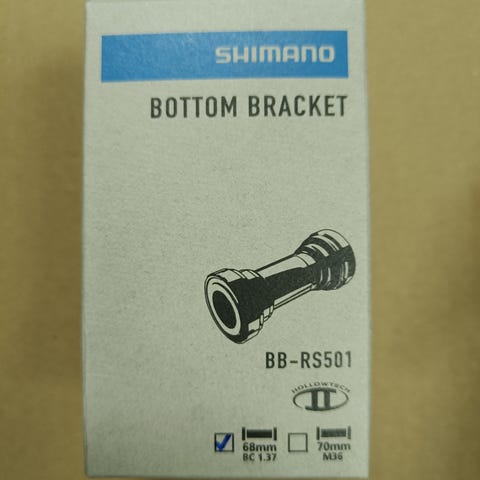 SHIMANO
BOTTOM BRACKET
BB-RS501
HOLLOWTECH
II
68mm 70mm
BC 1.37 M36